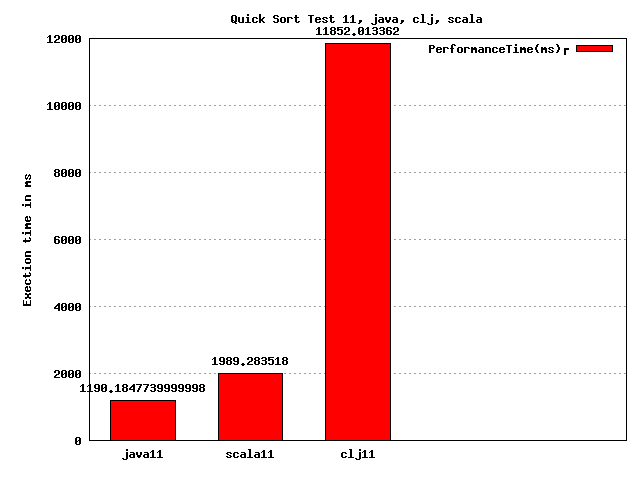 Quick Sort Test 11, java, clj, scala
11852.013362
12000
PerformanceTime(ms)┌
10000
8000
6000
Exection time in ms
4000
1989.283518
2000
1190.1847739999998
0
java11 scala11 clj11